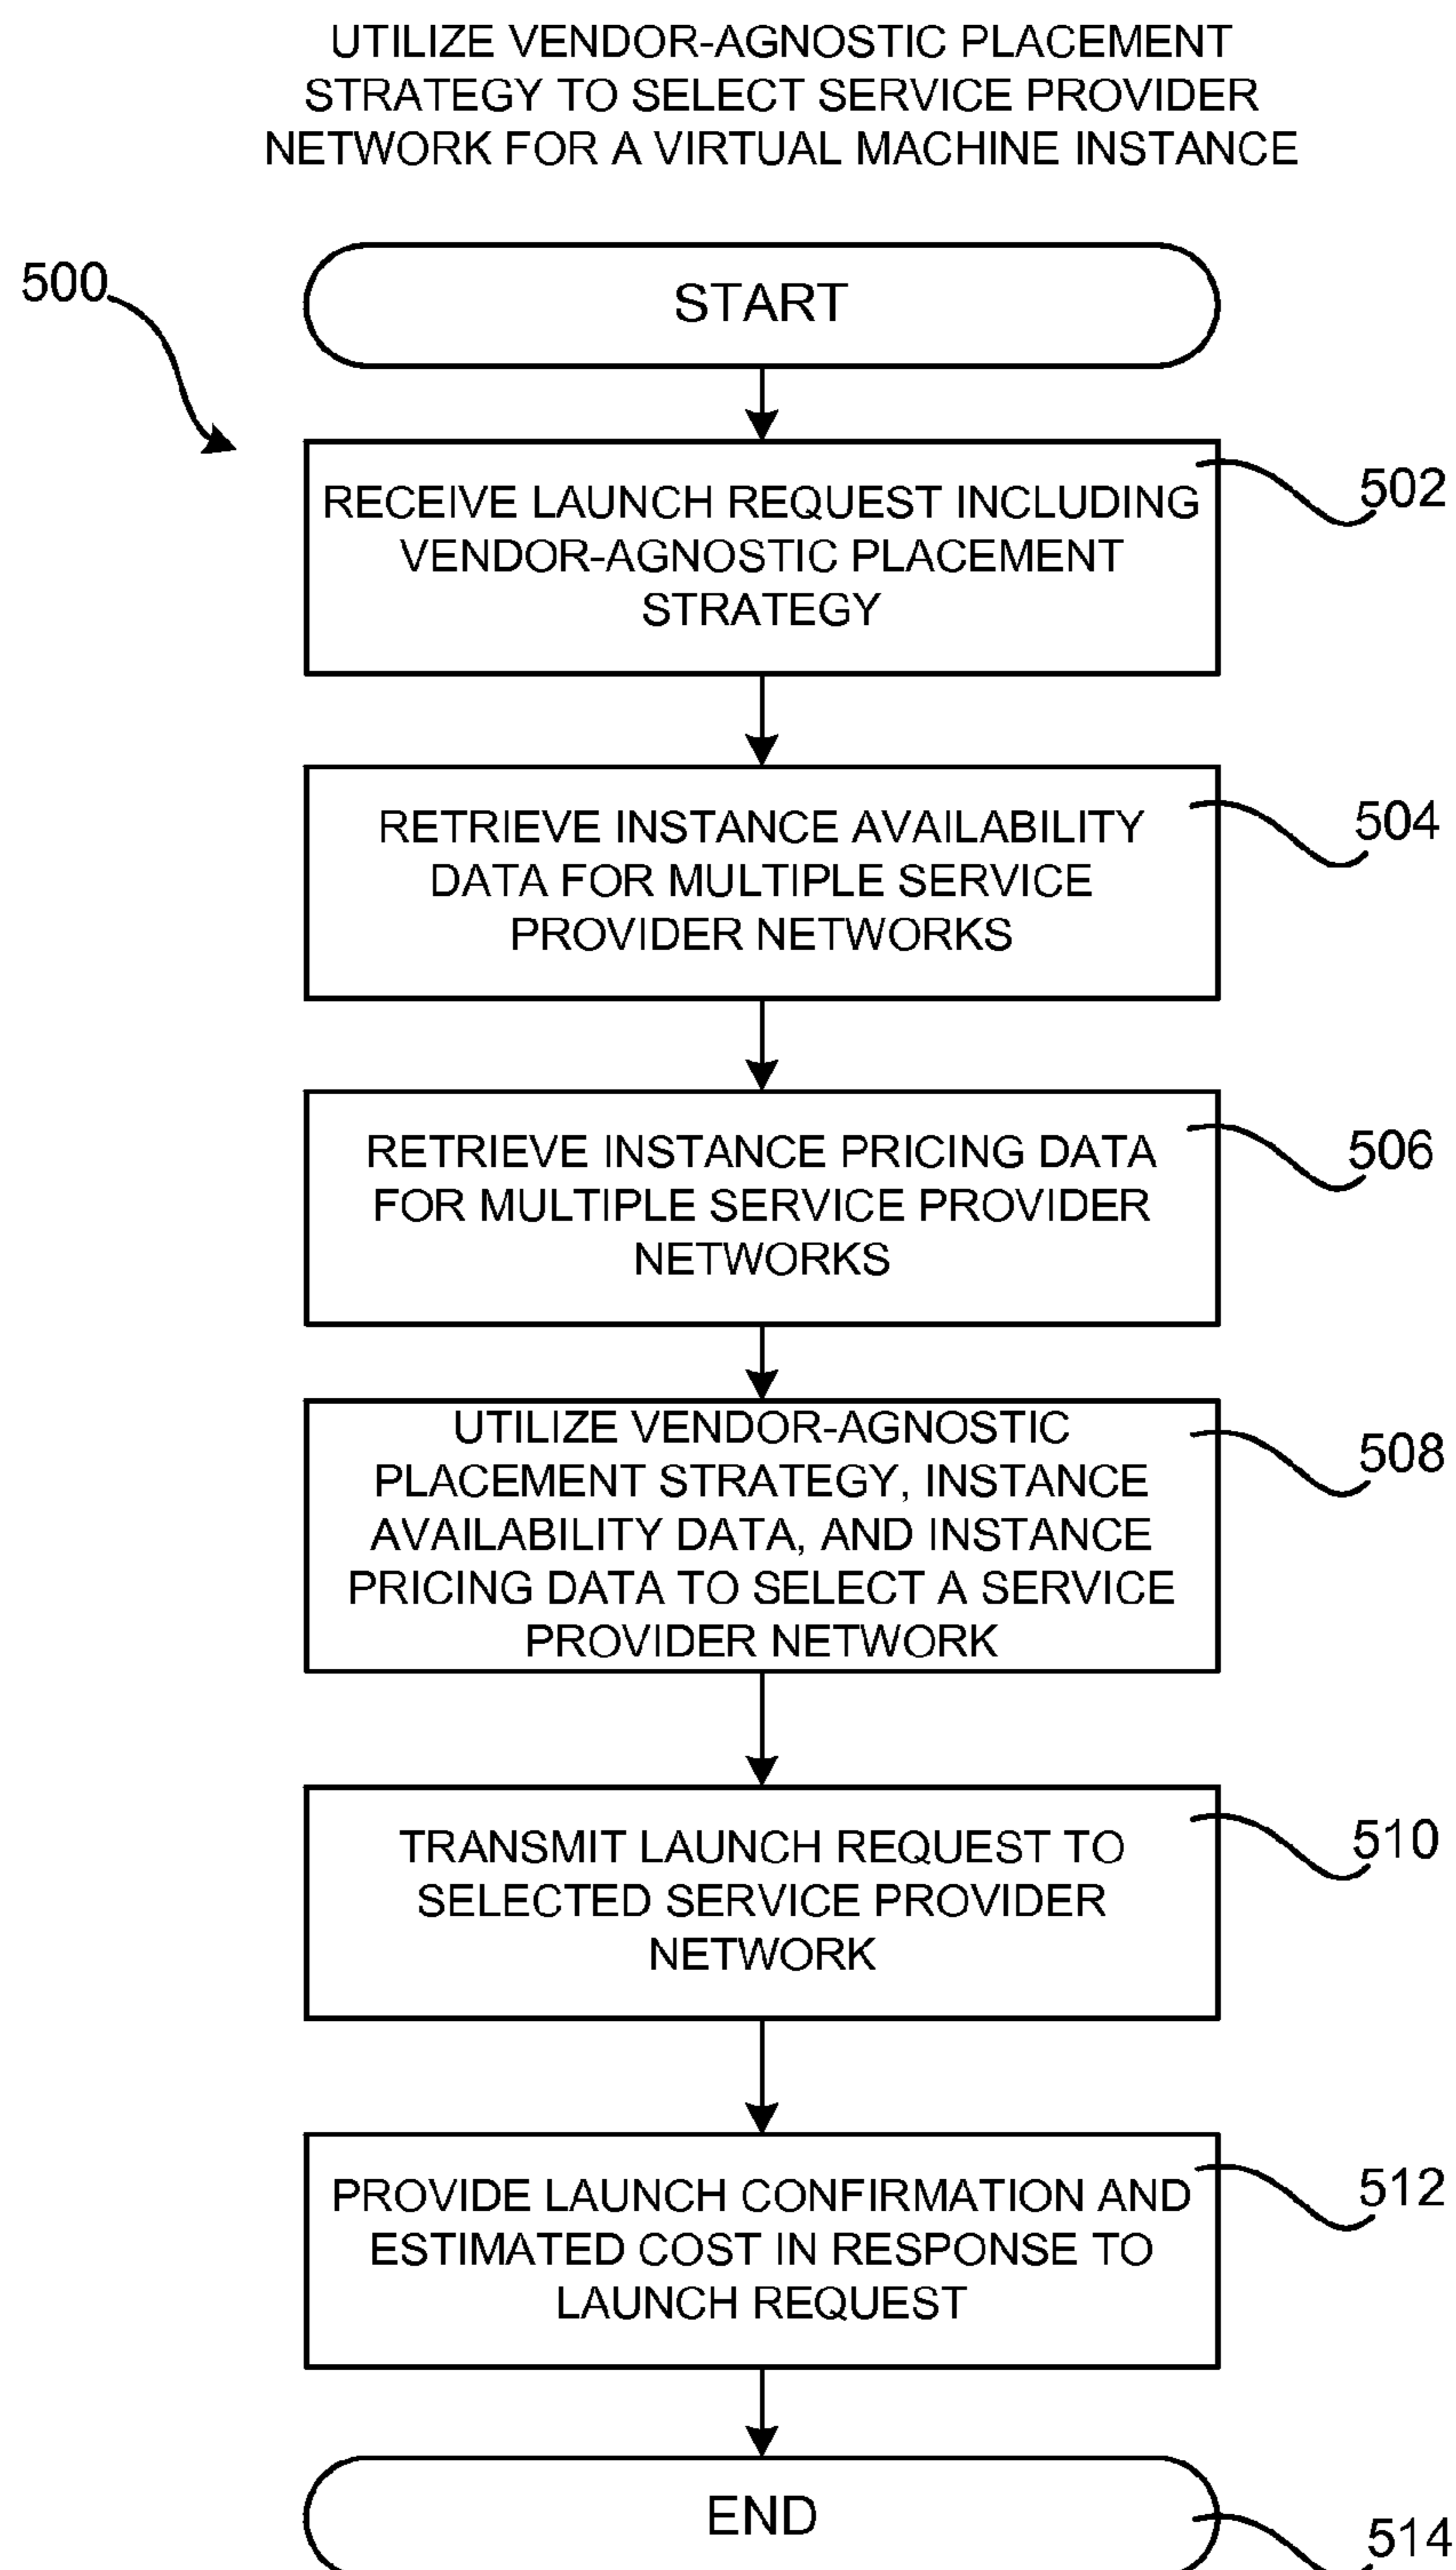 UTILIZE VENDOR-AGNOSTIC PLACEMENT
STRATEGY TO SELECT SERVICE PROVIDER
NETWORK FOR A VIRTUAL MACHINE INSTANCE
500
START
RECEIVE LAUNCH REQUEST INCLUDING
VENDOR-AGNOSTIC PLACEMENT
STRATEGY
502
RETRIEVE INSTANCE AVAILABILITY
DATA FOR MULTIPLE SERVICE
PROVIDER NETWORKS
504
RETRIEVE INSTANCE PRICING DATA
FOR MULTIPLE SERVICE PROVIDER
NETWORKS
506
UTILIZE VENDOR-AGNOSTIC
PLACEMENT STRATEGY, INSTANCE
AVAILABILITY DATA, AND INSTANCE
PRICING DATA TO SELECT A SERVICE
PROVIDER NETWORK
508
TRANSMIT LAUNCH REQUEST TO
SELECTED SERVICE PROVIDER
NETWORK
510
PROVIDE LAUNCH CONFIRMATION AND
ESTIMATED COST IN RESPONSE TO
LAUNCH REQUEST
512
END
514